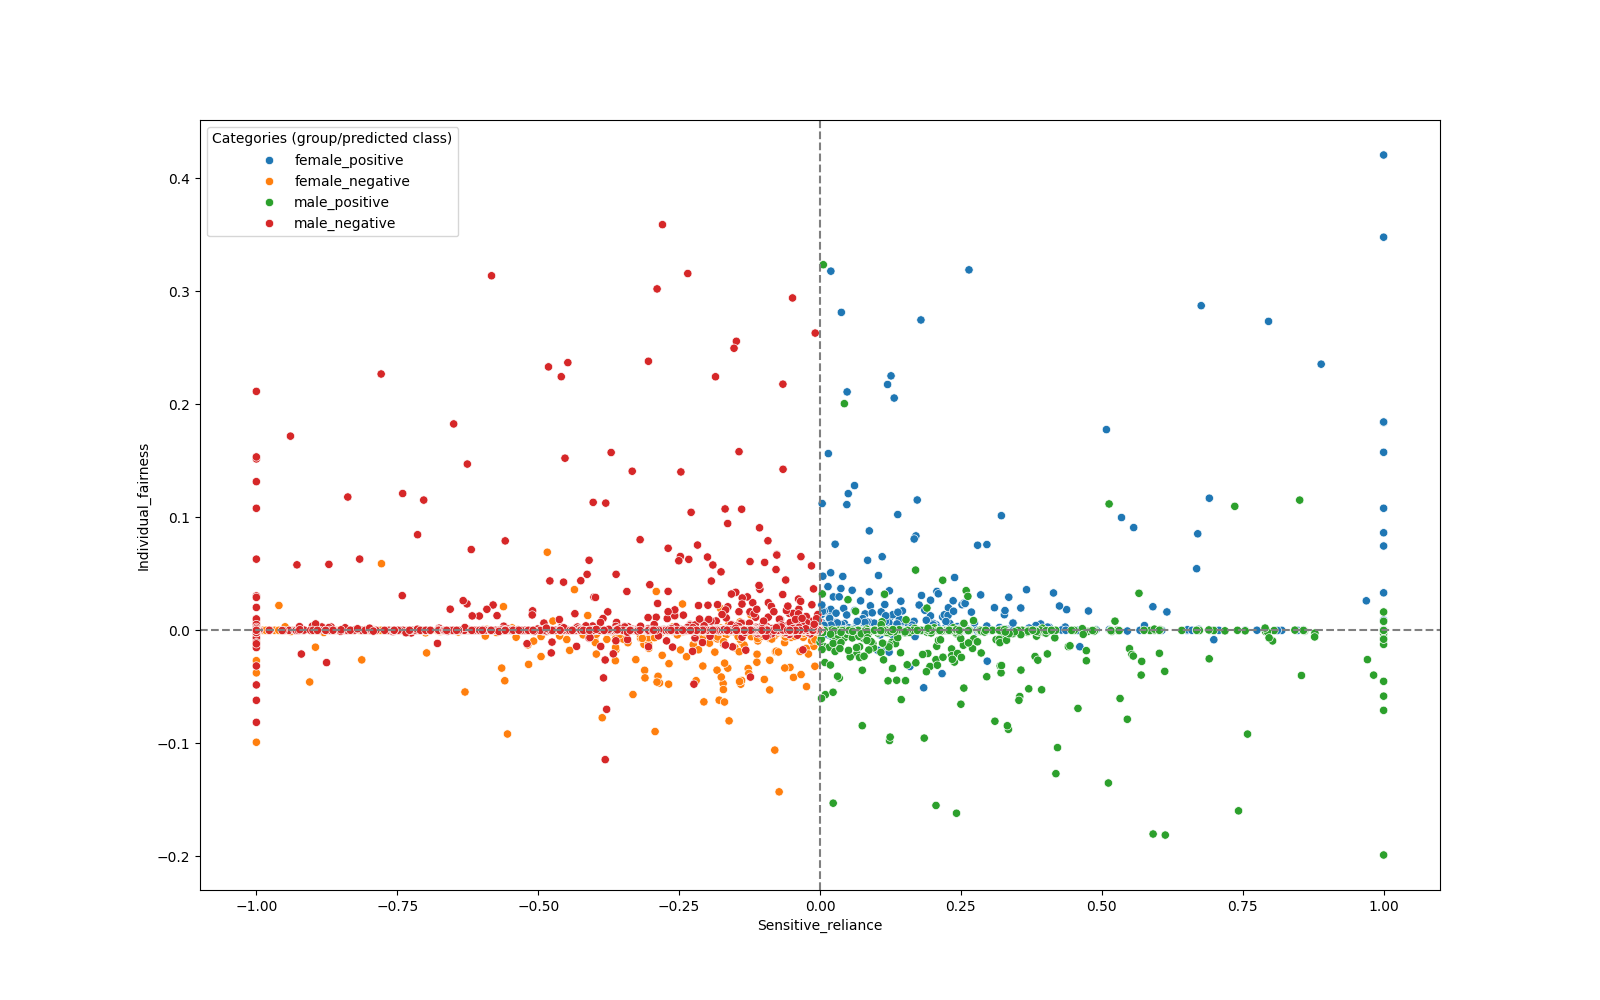 Categories (group/predicted class)
female_positive
female_negative
male_positive
male_negative
0.4
0.3
0.2
0.1
0.0
−0.1
−0.2
Individual_fairness
−1.00
−0.75
−0.50
−0.25
0.00
0.25
0.50
0.75
1.00
Sensitive_reliance